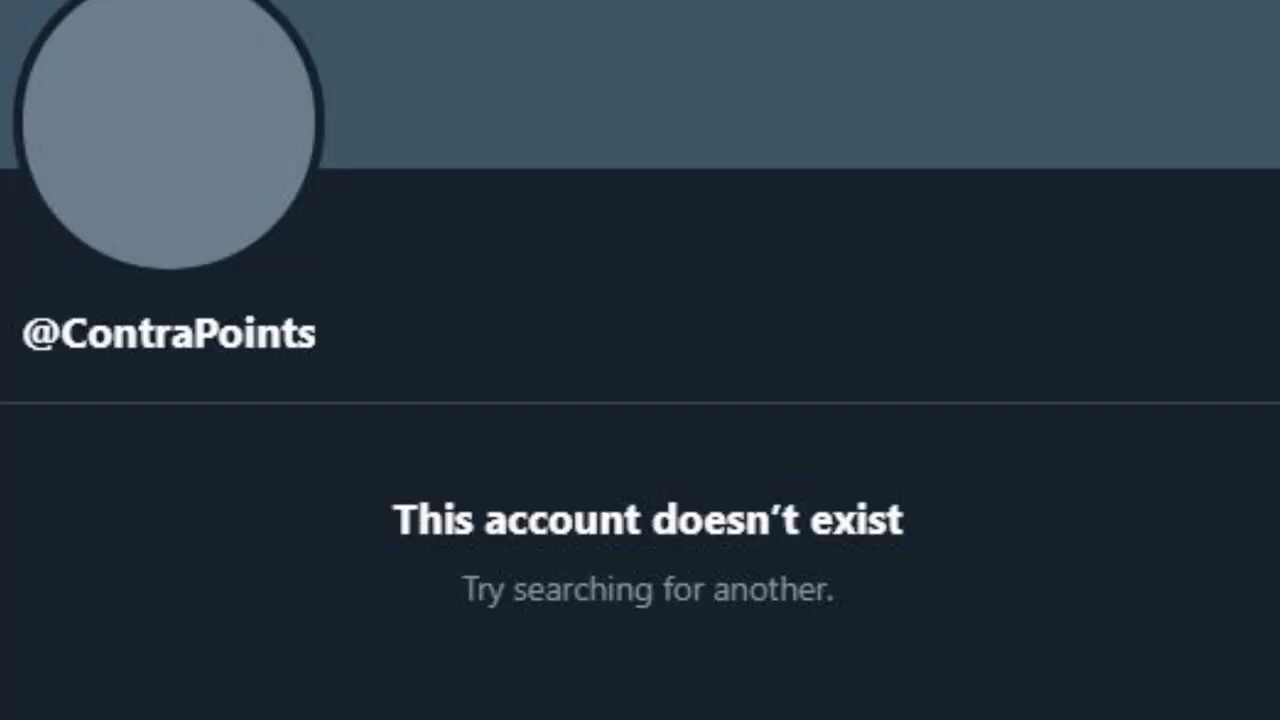 @ContraPoints
This account doesn’t exist
Try searching for another.